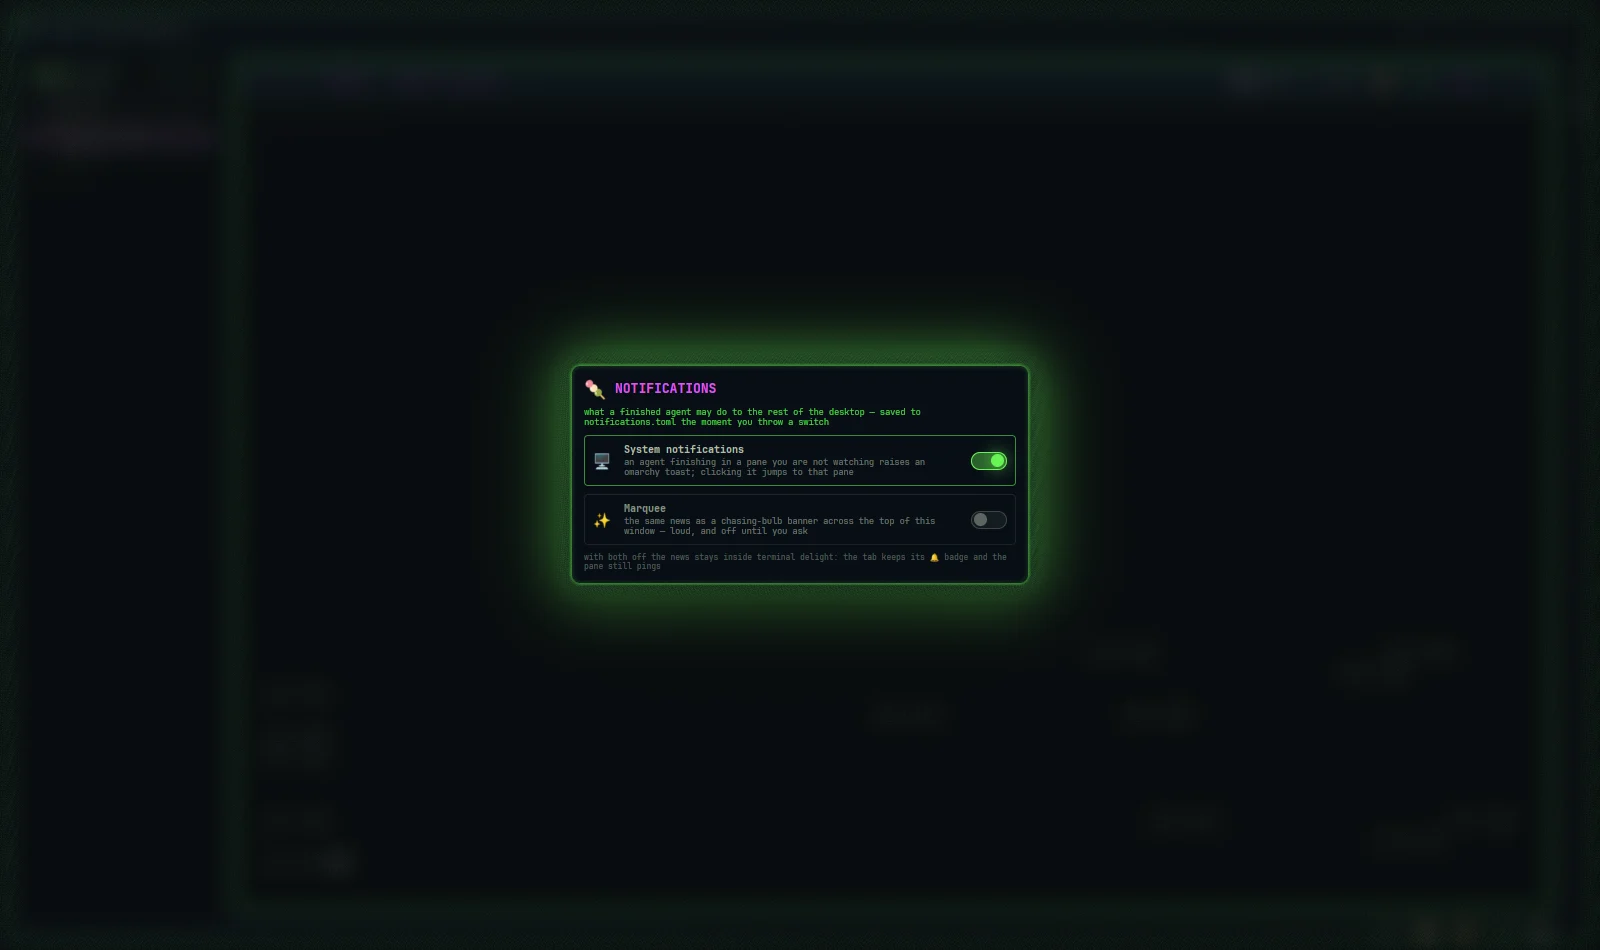 NOTIFICATIONS
what a finished agent may do to the rest of the desktop — saved to
notifications.toml the moment you throw a switch
System notifications
an agent finishing in a pane you are not watching raises an
omarchy toast; clicking it jumps to that pane
Marquee
the same news as a chasing-bulb banner across the top of this
window — loud, and off until you ask
with both off the news stays inside terminal delight: the tab keeps its 🔔 badge and the
pane still pings